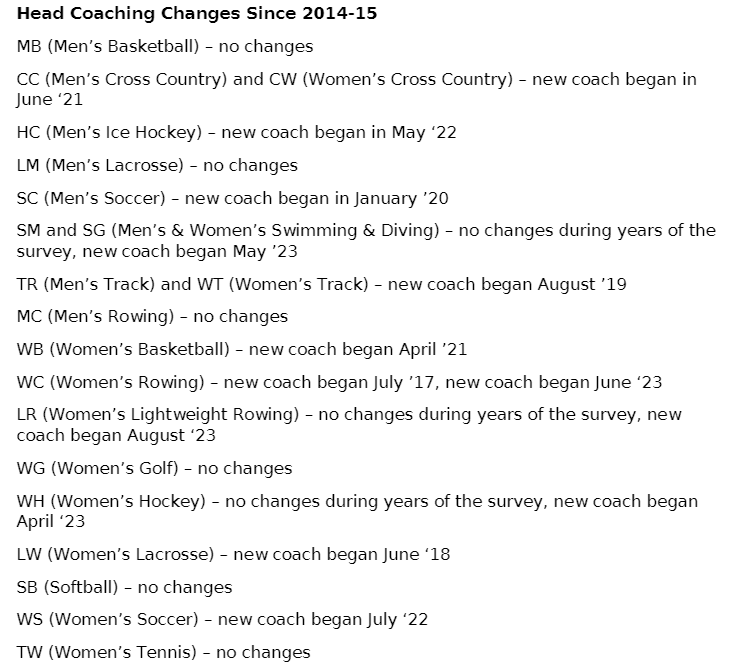 Head Coaching Changes Since 2014-15
MB (Men’s Basketball) – no changes
CC (Men’s Cross Country) and CW (Women’s Cross Country) – new coach began in
June ‘21
HC (Men’s Ice Hockey) – new coach began in May ‘22
LM (Men’s Lacrosse) – no changes
SC (Men’s Soccer) – new coach began in January ’20
SM and SG (Men’s & Women’s Swimming & Diving) – no changes during years of the
survey, new coach began May ’23
TR (Men’s Track) and WT (Women’s Track) – new coach began August ’19
MC (Men’s Rowing) – no changes
WB (Women’s Basketball) – new coach began April ’21
WC (Women’s Rowing) – new coach began July ’17, new coach began June ‘23
LR (Women’s Lightweight Rowing) – no changes during years of the survey, new
coach began August ‘23
WG (Women’s Golf) – no changes
WH (Women’s Hockey) – no changes during years of the survey, new coach began
April ‘23
LW (Women’s Lacrosse) – new coach began June ‘18
SB (Softball) – no changes
WS (Women’s Soccer) – new coach began July ‘22
TW (Women’s Tennis) – no changes